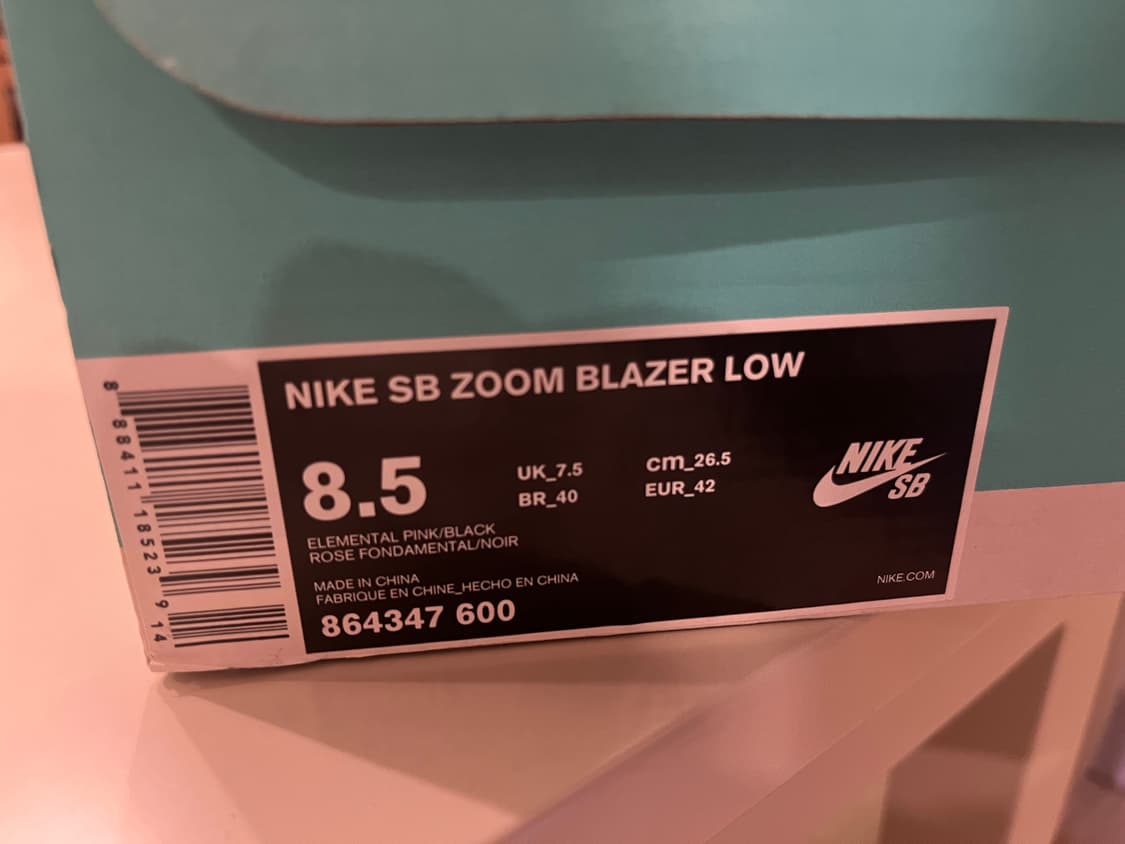 8 88411 18523 9 14
NIKE SB ZOOM BLAZER LOW
8.5
UK_7.5
cm_26.5
BR_40
EUR_42
NIKE
SB
ELEMENTAL PINK/BLACK
ROSE FONDAMENTAL/NOIR
MADE IN CHINA
FABRIQUE EN CHINE_HECHO EN CHINA
864347 600
NIKE.COM